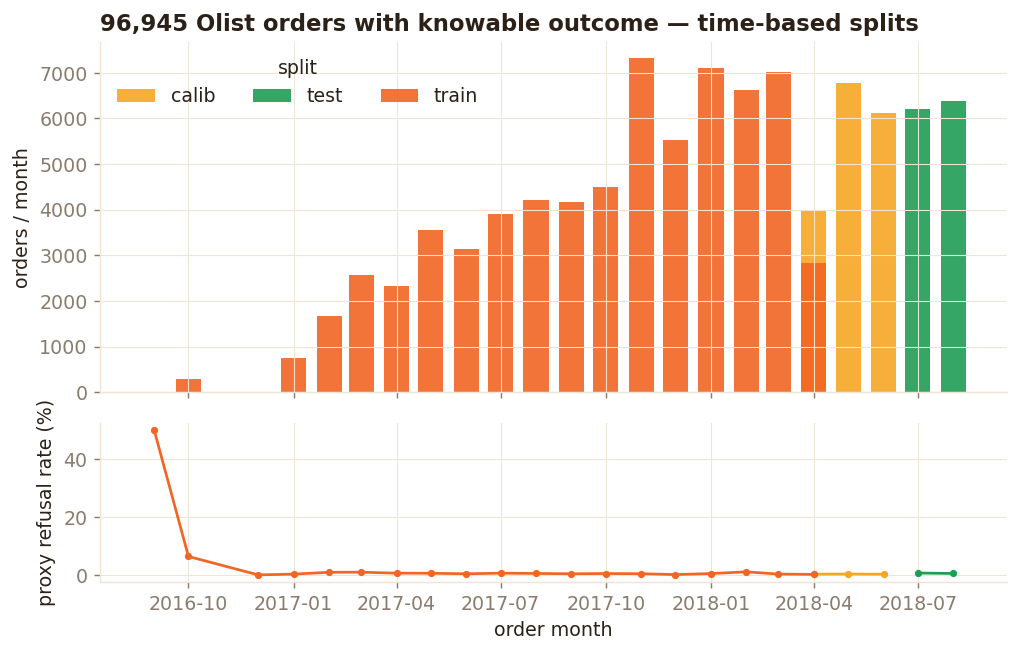 96,945 Olist orders with knowable outcome — time-based splits
split
calib test train
orders / month
7000
6000
5000
4000
3000
2000
1000
0
proxy refusal rate (%)
40
20
0
2016-10 2017-01 2017-04 2017-07 2017-10 2018-01 2018-04 2018-07
order month